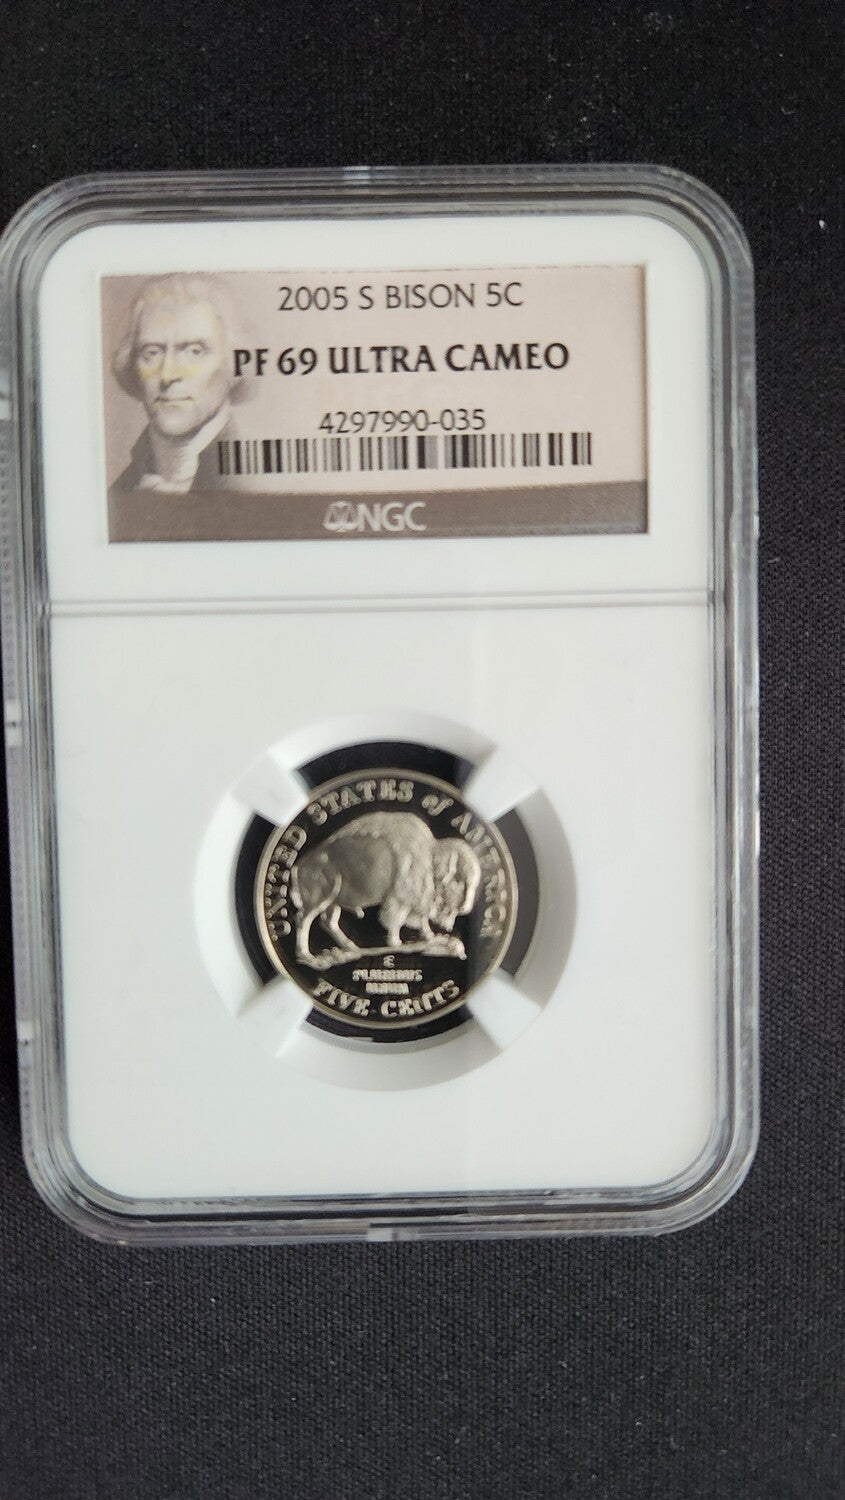 2005 S BISON 5C
PF 69 ULTRA CAMEO
4297990-035
NGC
UNITED STATES of AMERICA
E
PLURIBUS
UNUM
FIVE CENTS